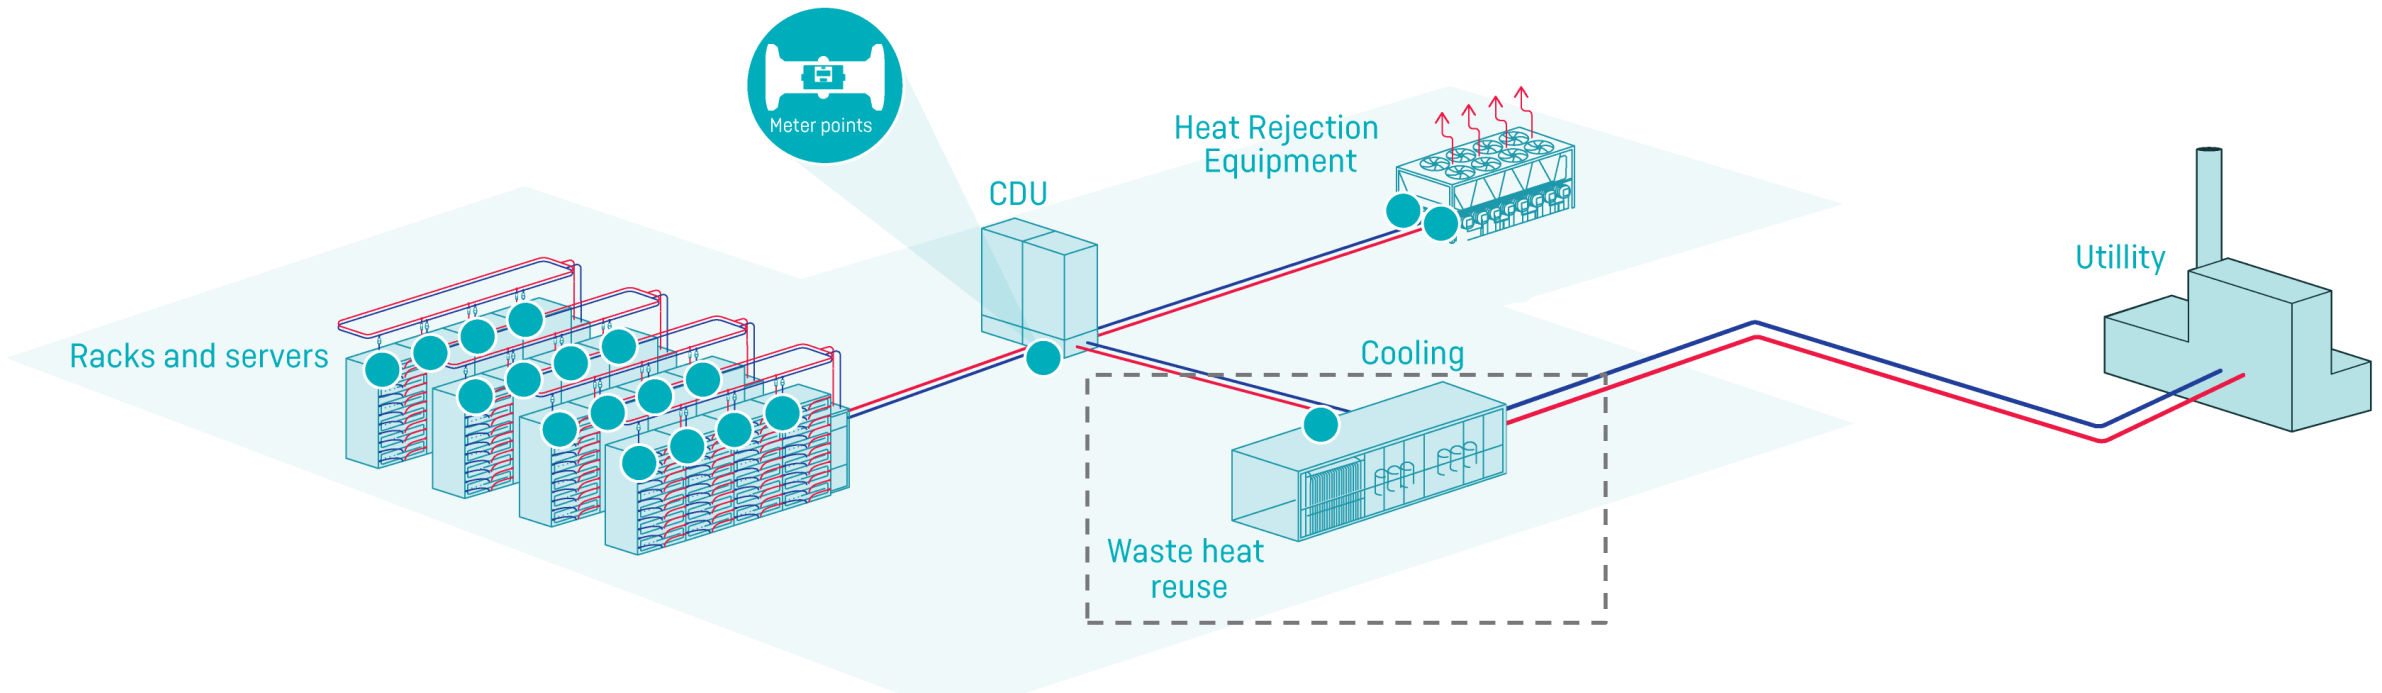 Meter points
Heat Rejection
Equipment
CDU
Utillity
Racks and servers
Cooling
Waste heat
reuse